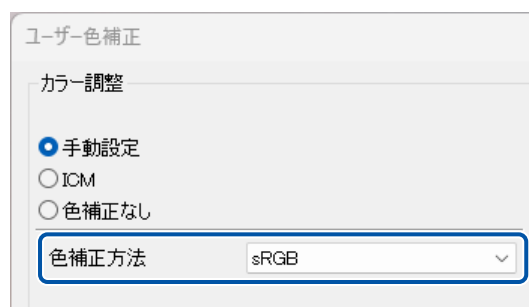 ユーザー色補正
カラー調整
手動設定
ICM
色補正なし
色補正方法 sRGB